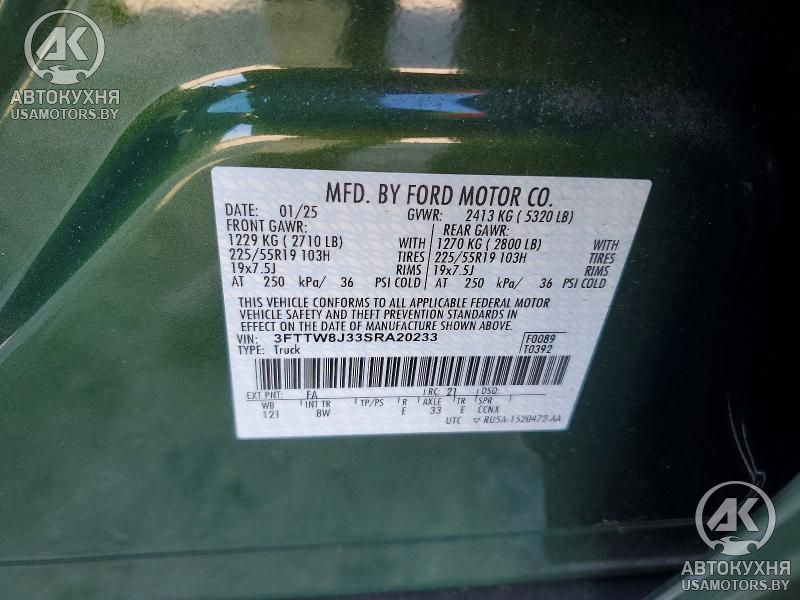 AK
АВТОКУХНЯ
USAMOTORS.BY
MFD. BY FORD MOTOR CO.
DATE: 01/25 GVWR: 2413 KG ( 5320 LB)
FRONT GAWR: REAR GAWR:
1229 KG ( 2710 LB) WITH 1270 KG ( 2800 LB) WITH
225/55R19 103H TIRES 225/55R19 103H TIRES
19x7.5J RIMS 19x7.5J RIMS
AT 250 kPa/ 36 PSI COLD AT 250 kPa/ 36 PSI COLD
THIS VEHICLE CONFORMS TO ALL APPLICABLE FEDERAL MOTOR
VEHICLE SAFETY AND THEFT PREVENTION STANDARDS IN
EFFECT ON THE DATE OF MANUFACTURE SHOWN ABOVE.
VIN: 3FTTW8J33SRA20233 F0089
TYPE: Truck T0392
EXT PNT: FA RC: 21 DSO:
WB INT TR TP/PS R AXLE TR SPR
121 8W E 33 E CCNX
UTC ▽ RU5A-1520472-AA
AK
АВТОКУХНЯ
USAMOTORS.BY